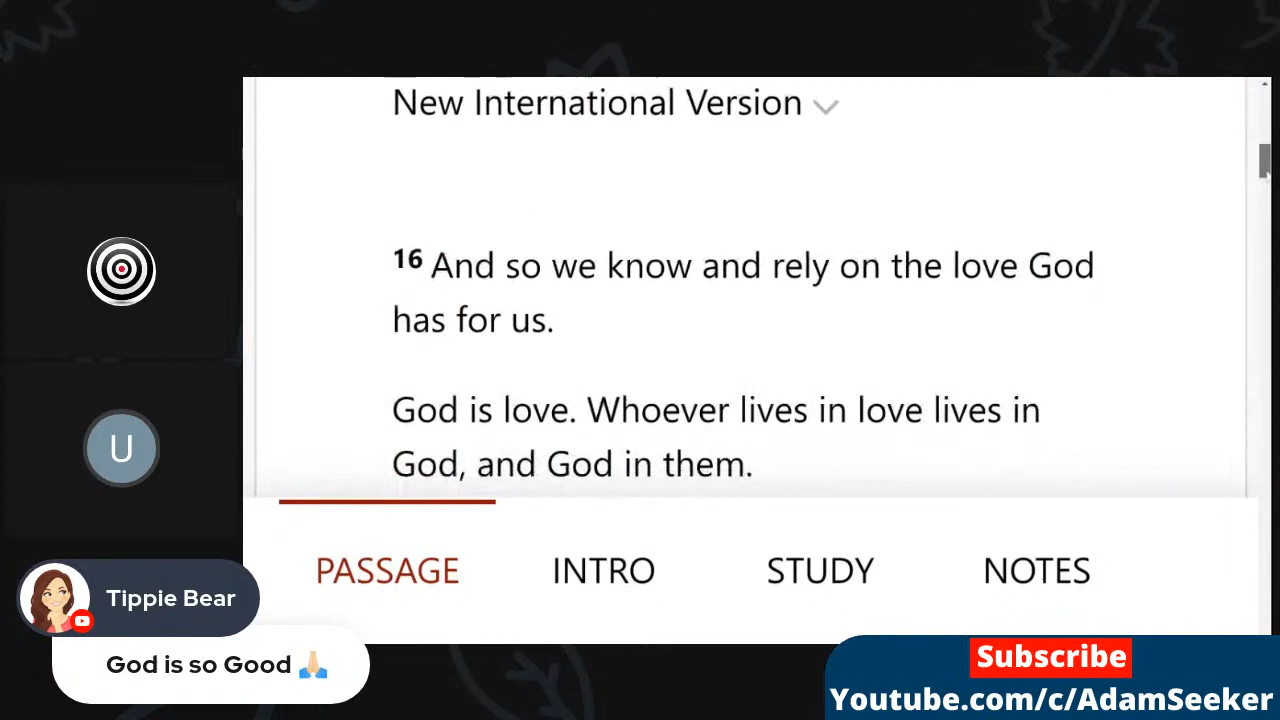 New International Version
16 And so we know and rely on the love God
has for us.
God is love. Whoever lives in love lives in
God, and God in them.
PASSAGE INTRO STUDY NOTES
U
Tippie Bear
God is so Good 🙏🏼
Subscribe
Youtube.com/c/AdamSeeker